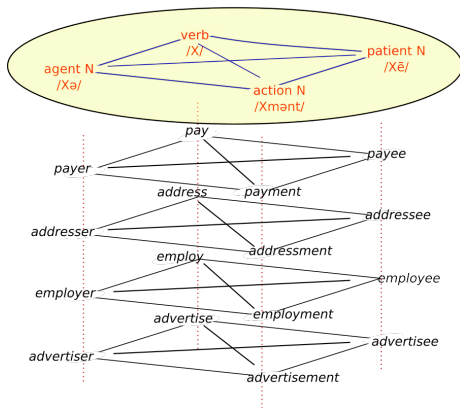 verb
/X/
patient N
/Xẽ/
agent N
/Xə/
action N
/Xmənt/
pay
payee
payer
payment
address
addressee
addresser
addressment
employ
employee
employer
employment
advertise
advertisee
advertiser
advertisement